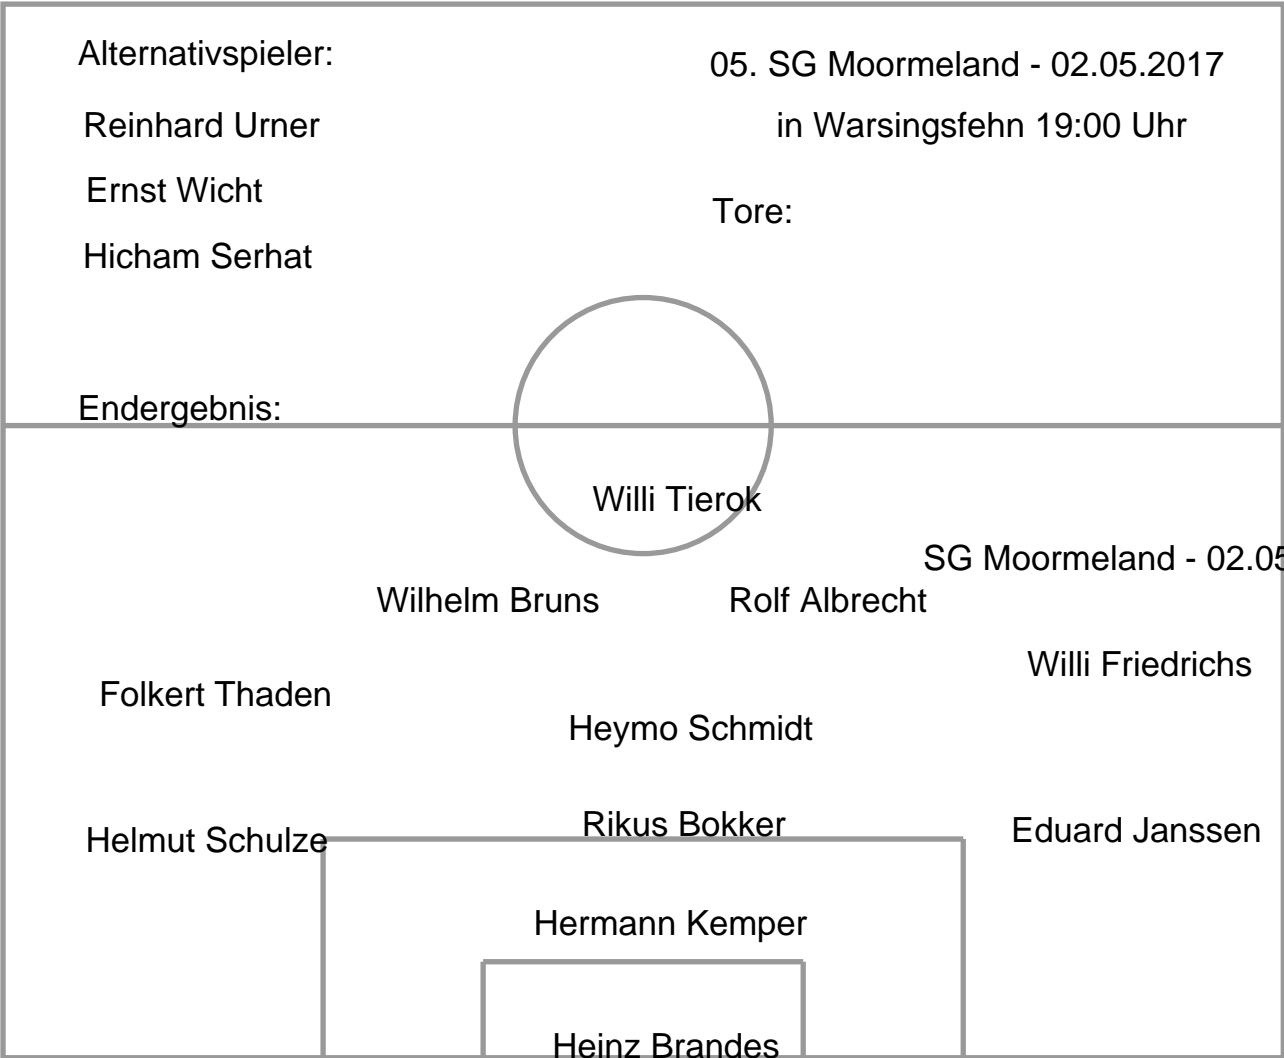 Alternativspieler:
05. SG Moormeland - 02.05.2017
Reinhard Urner
in Warsingsfehn 19:00 Uhr
Ernst Wicht
Tore:
Hicham Serhat
Endergebnis:
Willi Tierok
SG Moormeland - 02.05
Wilhelm Bruns
Rolf Albrecht
Willi Friedrichs
Folkert Thaden
Heymo Schmidt
Rikus Bokker
Eduard Janssen
Helmut Schulze
Hermann Kemper
Heinz Brandes